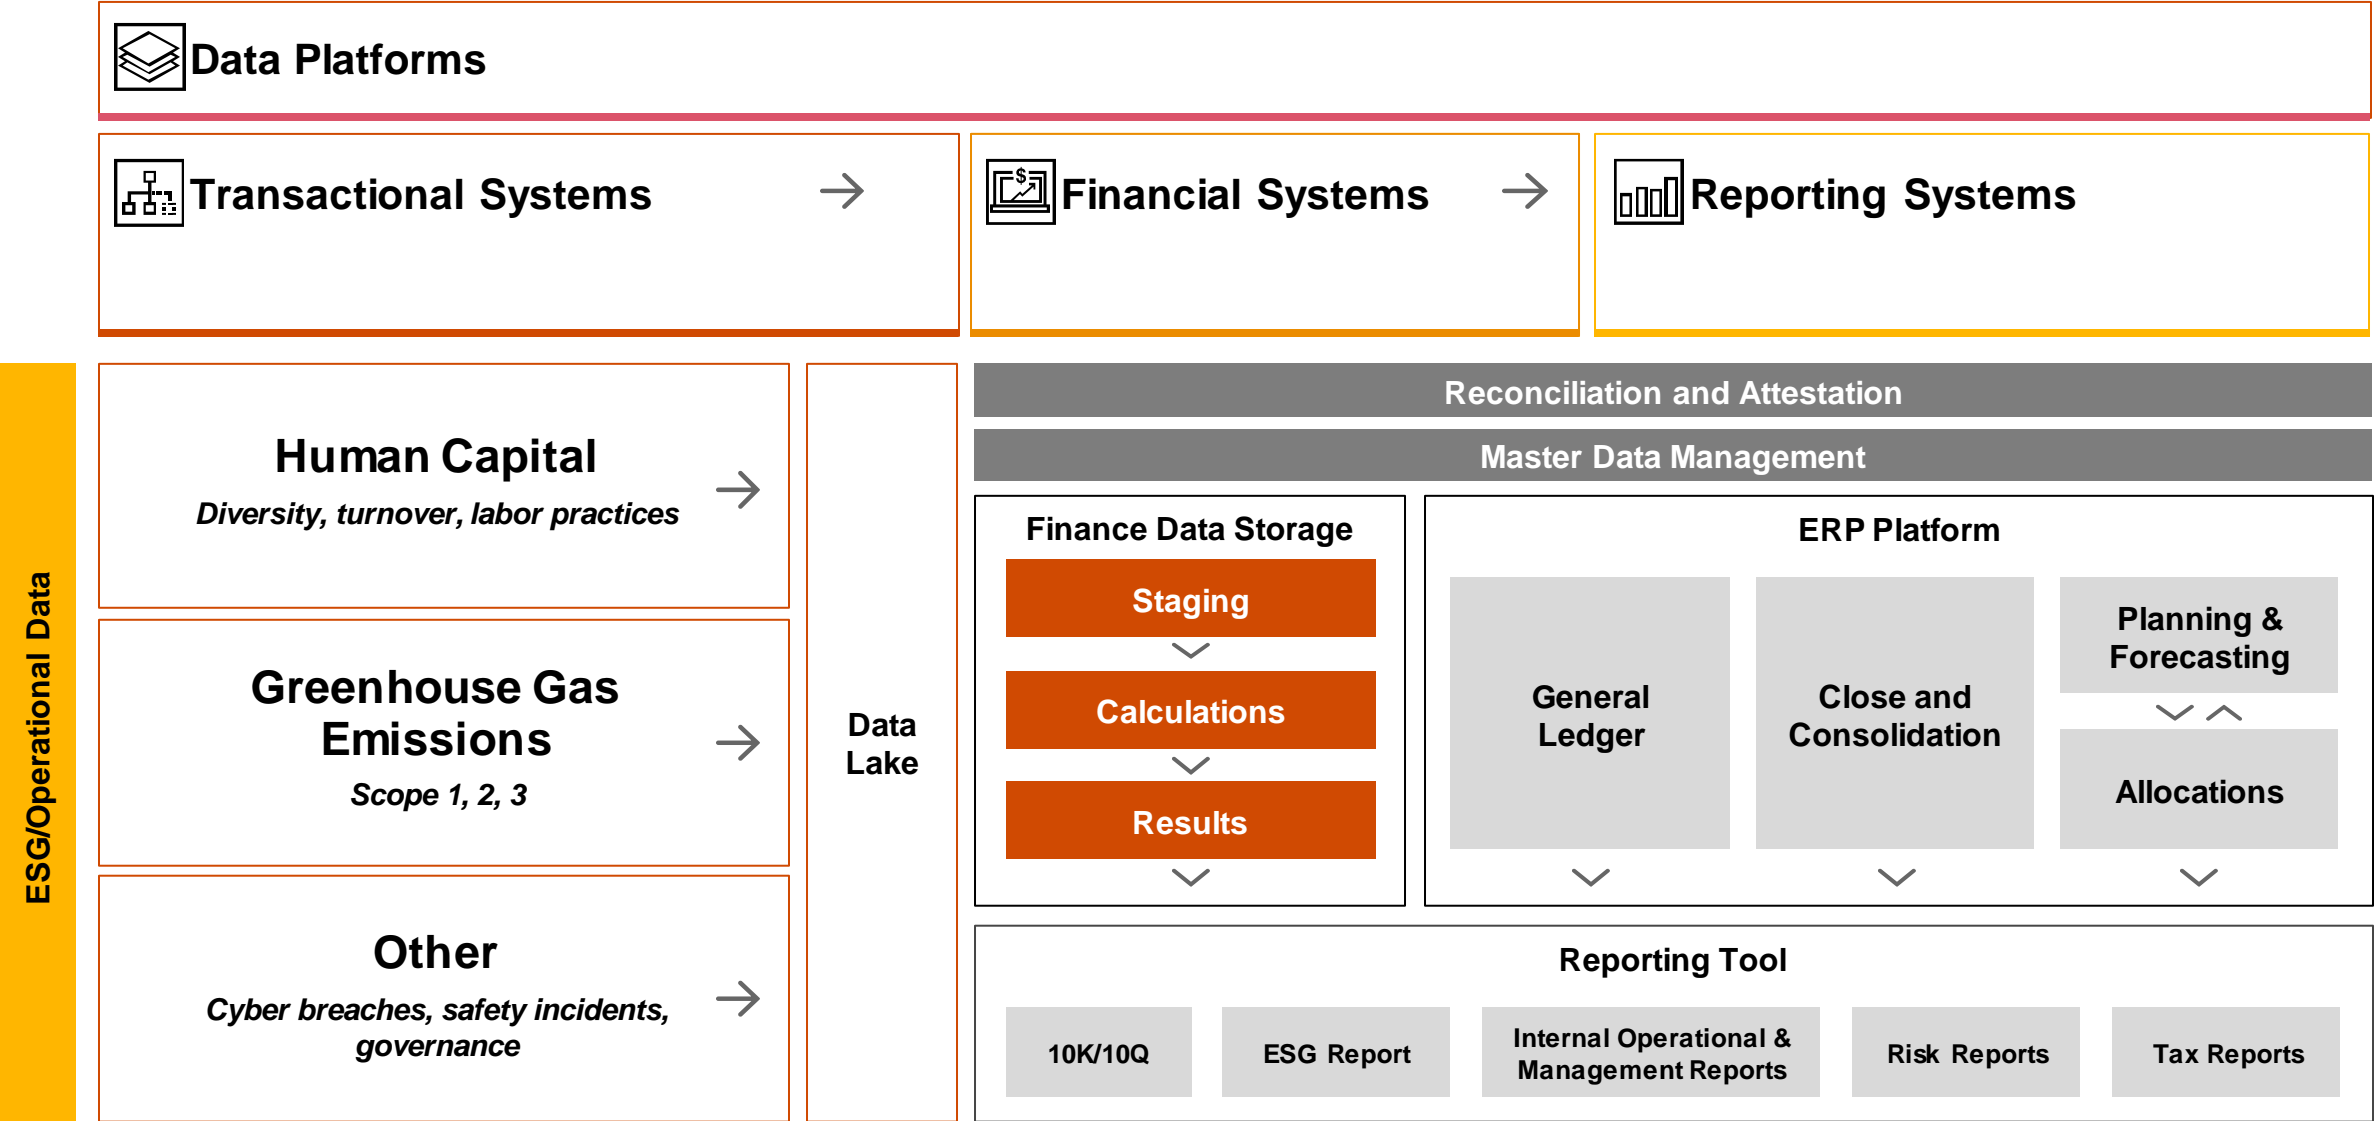 Data Platforms
Transactional Systems
Financial Systems
$
Reporting Systems
ESG/Operational Data
Human Capital
Diversity, turnover, labor practices
Greenhouse Gas
Emissions
Scope 1, 2, 3
Other
Cyber breaches, safety incidents,
governance
Data
Lake
Reconciliation and Attestation
Master Data Management
Finance Data Storage
Staging
Calculations
Results
ERP Platform
General
Ledger
Close and
Consolidation
Planning &
Forecasting
Allocations
Reporting Tool
10K/10Q
ESG Report
Internal Operational &
Management Reports
Risk Reports
Tax Reports